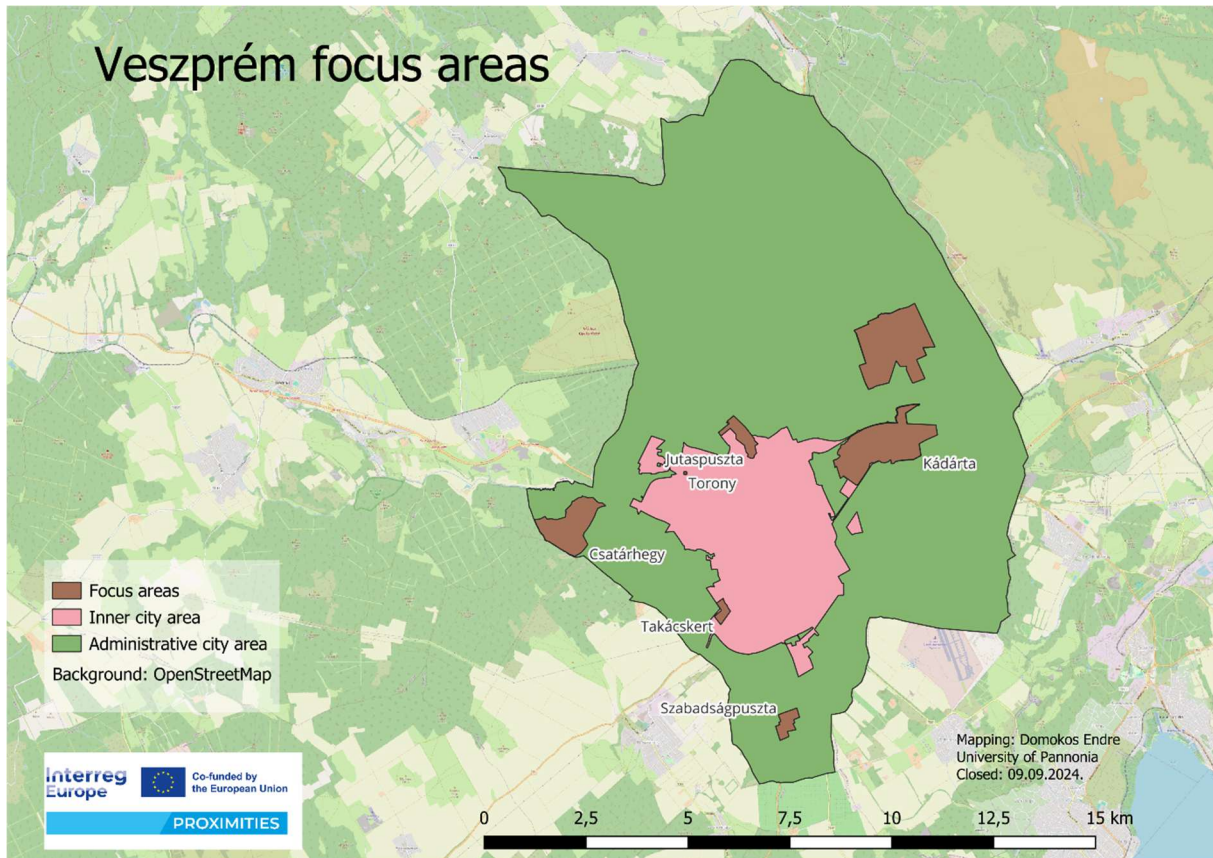 Veszprém focus areas
Jutaspuszta
Torony
Kádárta
Csatárhegy
Takácskert
Szabadságpuszta
Focus areas
Inner city area
Administrative city area
Background: OpenStreetMap
Mapping: Domokos Endre
University of Pannonia
Closed: 09.09.2024.
Interreg
Europe
Co-funded by
the European Union
PROXIMITIES
0 2,5 5 7,5 10 12,5 15 km